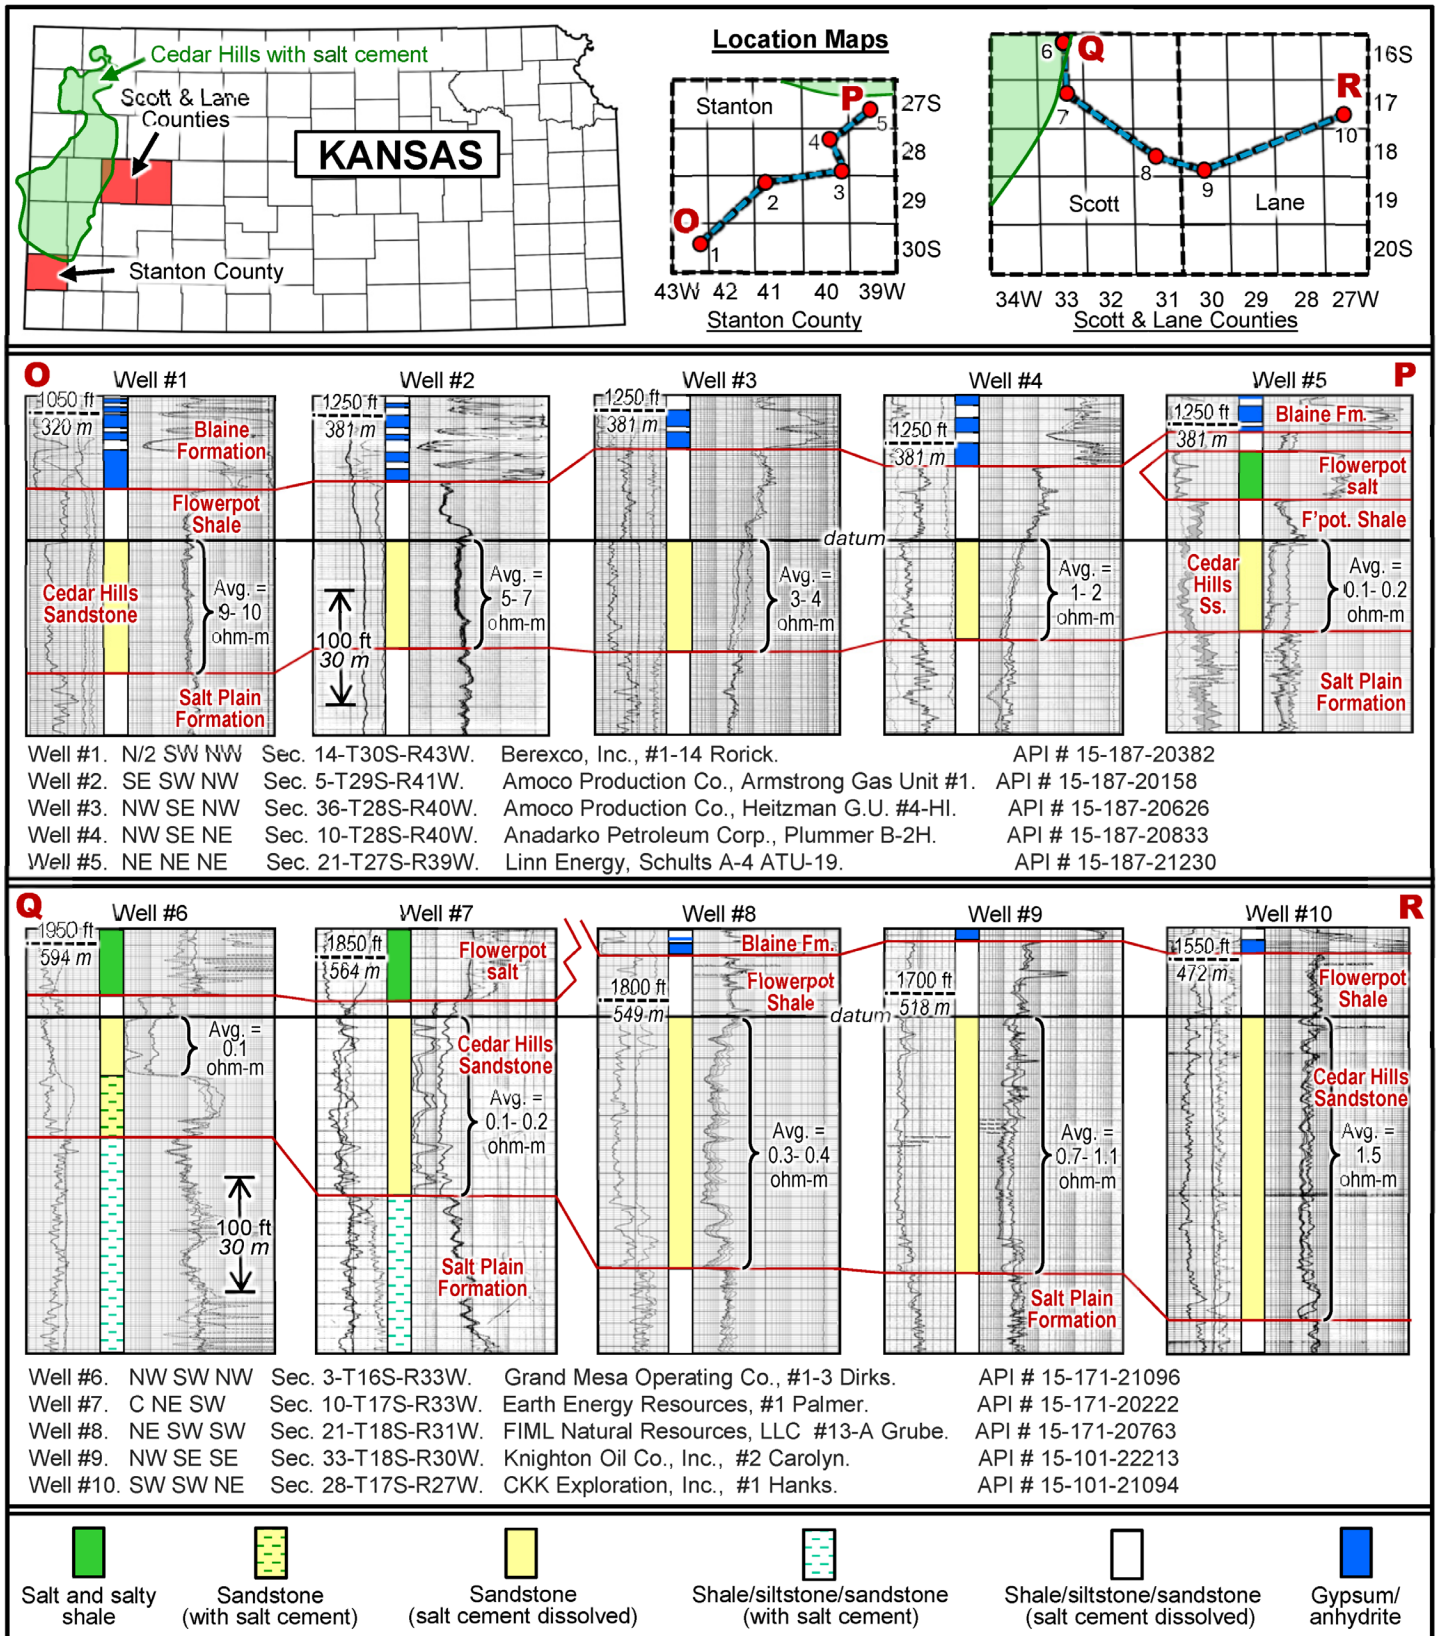 Cedar Hills with salt cement
Scott & Lane
Counties
KANSAS
Stanton County
Location Maps
Stanton
O
P
1
2
3
4
5
27S
28
29
30S
43W 42 41 40 39W
Stanton County
Q
R
6
7
8
9
10
Scott
Lane
16S
17
18
19
20S
34W 33 32 31 30 29 28 27W
Scott & Lane Counties
O
P
Well #1
Well #2
Well #3
Well #4
Well #5
1050 ft
320 m
1250 ft
381 m
1250 ft
381 m
1250 ft
381 m
1250 ft
381 m
Blaine
Formation
Blaine Fm.
Flowerpot
Shale
Flowerpot
salt
F'pot. Shale
datum
Cedar Hills
Sandstone
Avg. =
9- 10
ohm-m
100 ft
30 m
Avg. =
5- 7
ohm-m
Avg. =
3- 4
ohm-m
Avg. =
1- 2
ohm-m
Cedar
Hills
Ss.
Avg. =
0.1- 0.2
ohm-m
Salt Plain
Formation
Salt Plain
Formation
Well #1. N/2 SW NW Sec. 14-T30S-R43W. Berexco, Inc., #1-14 Rorick. API # 15-187-20382
Well #2. SE SW NW Sec. 5-T29S-R41W. Amoco Production Co., Armstrong Gas Unit #1. API # 15-187-20158
Well #3. NW SE NW Sec. 36-T28S-R40W. Amoco Production Co., Heitzman G.U. #4-HI. API # 15-187-20626
Well #4. NW SE NE Sec. 10-T28S-R40W. Anadarko Petroleum Corp., Plummer B-2H. API # 15-187-20833
Well #5. NE NE NE Sec. 21-T27S-R39W. Linn Energy, Schults A-4 ATU-19. API # 15-187-21230
Q
R
Well #6
Well #7
Well #8
Well #9
Well #10
1950 ft
594 m
1850 ft
564 m
1800 ft
549 m
1700 ft
518 m
1550 ft
472 m
Flowerpot
salt
Blaine Fm.
Flowerpot
Shale
Flowerpot
Shale
datum
Avg. =
0.1
ohm-m
Cedar Hills
Sandstone
Avg. =
0.1- 0.2
ohm-m
Avg. =
0.3- 0.4
ohm-m
Avg. =
0.7- 1.1
ohm-m
Cedar Hills
Sandstone
Avg. =
1.5
ohm-m
100 ft
30 m
Salt Plain
Formation
Salt Plain
Formation
Well #6. NW SW NW Sec. 3-T16S-R33W. Grand Mesa Operating Co., #1-3 Dirks. API # 15-171-21096
Well #7. C NE SW Sec. 10-T17S-R33W. Earth Energy Resources, #1 Palmer. API # 15-171-20222
Well #8. NE SW SW Sec. 21-T18S-R31W. FIML Natural Resources, LLC #13-A Grube. API # 15-171-20763
Well #9. NW SE SE Sec. 33-T18S-R30W. Knighton Oil Co., Inc., #2 Carolyn. API # 15-101-22213
Well #10. SW SW NE Sec. 28-T17S-R27W. CKK Exploration, Inc., #1 Hanks. API # 15-101-21094
Salt and salty
shale
Sandstone
(with salt cement)
Sandstone
(salt cement dissolved)
Shale/siltstone/sandstone
(with salt cement)
Shale/siltstone/sandstone
(salt cement dissolved)
Gypsum/
anhydrite